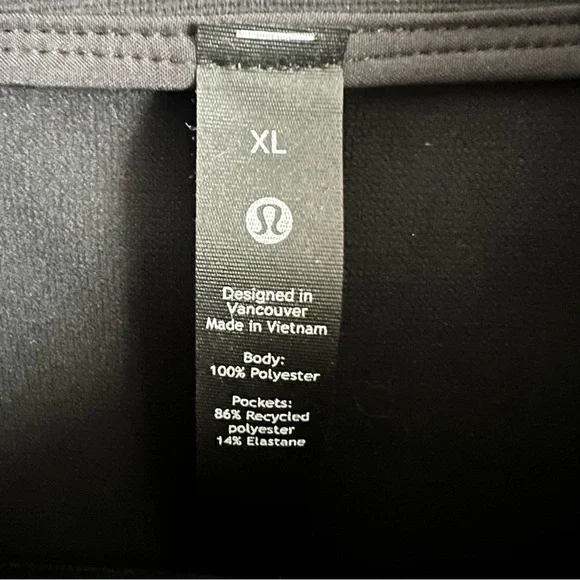 XL
Designed in
Vancouver
Made in Vietnam
Body:
100% Polyester
Pockets:
86% Recycled
polyester
14% Elastane